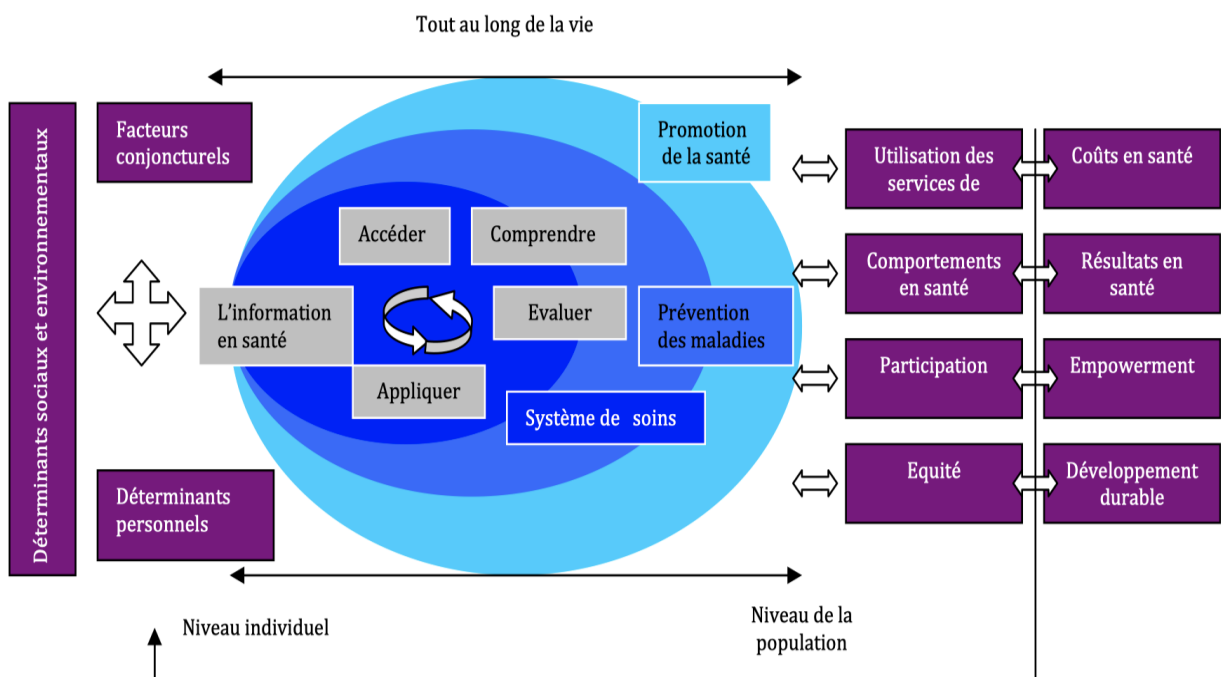 Tout au long de la vie
Déterminants sociaux et environnementaux
Facteurs
conjoncturels
Promotion
de la santé
Utilisation des
services de
Coûts en santé
Accéder
Comprendre
Comportements
en santé
Résultats en
santé
L'information
en santé
Evaluer
Prévention
des maladies
Appliquer
Participation
Empowerment
Système de soins
Déterminants
personnels
Equité
Développement
durable
Niveau individuel
Niveau de la
population